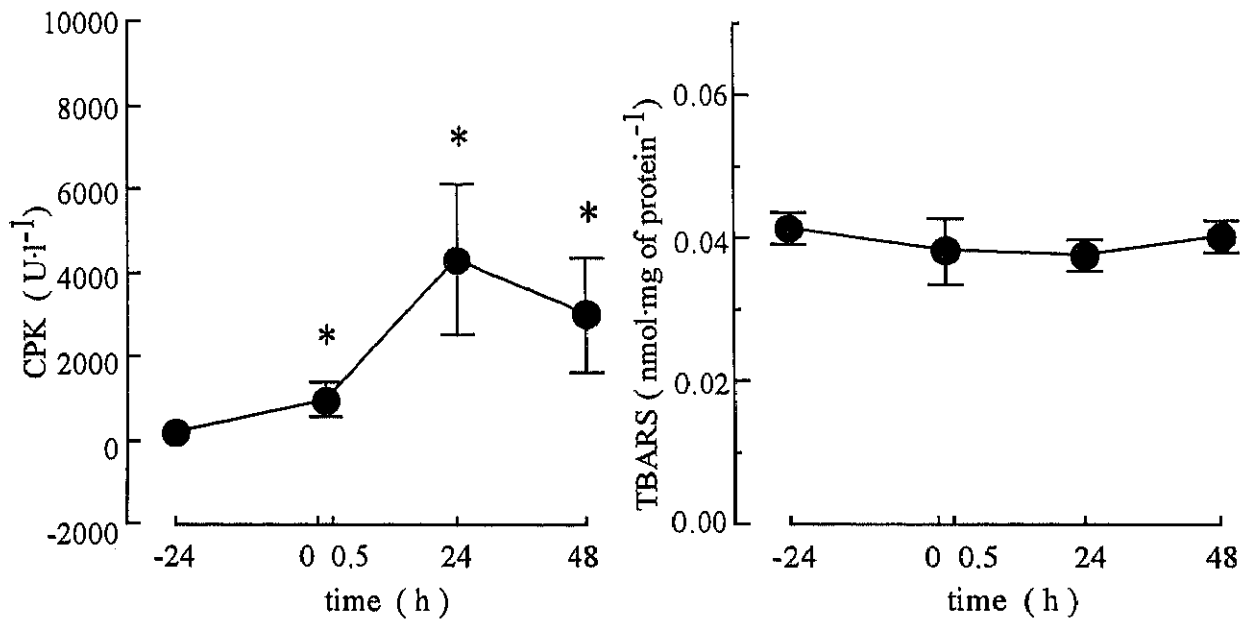 10000
8000
6000
4000
2000
0
-2000
CPK ( U·l⁻¹)
*
*
*
-24 0 0.5 24 48
time ( h )
0.06
0.04
0.02
0.00
TBARS ( nmol·mg of protein⁻¹)
-24 0 0.5 24 48
time ( h )